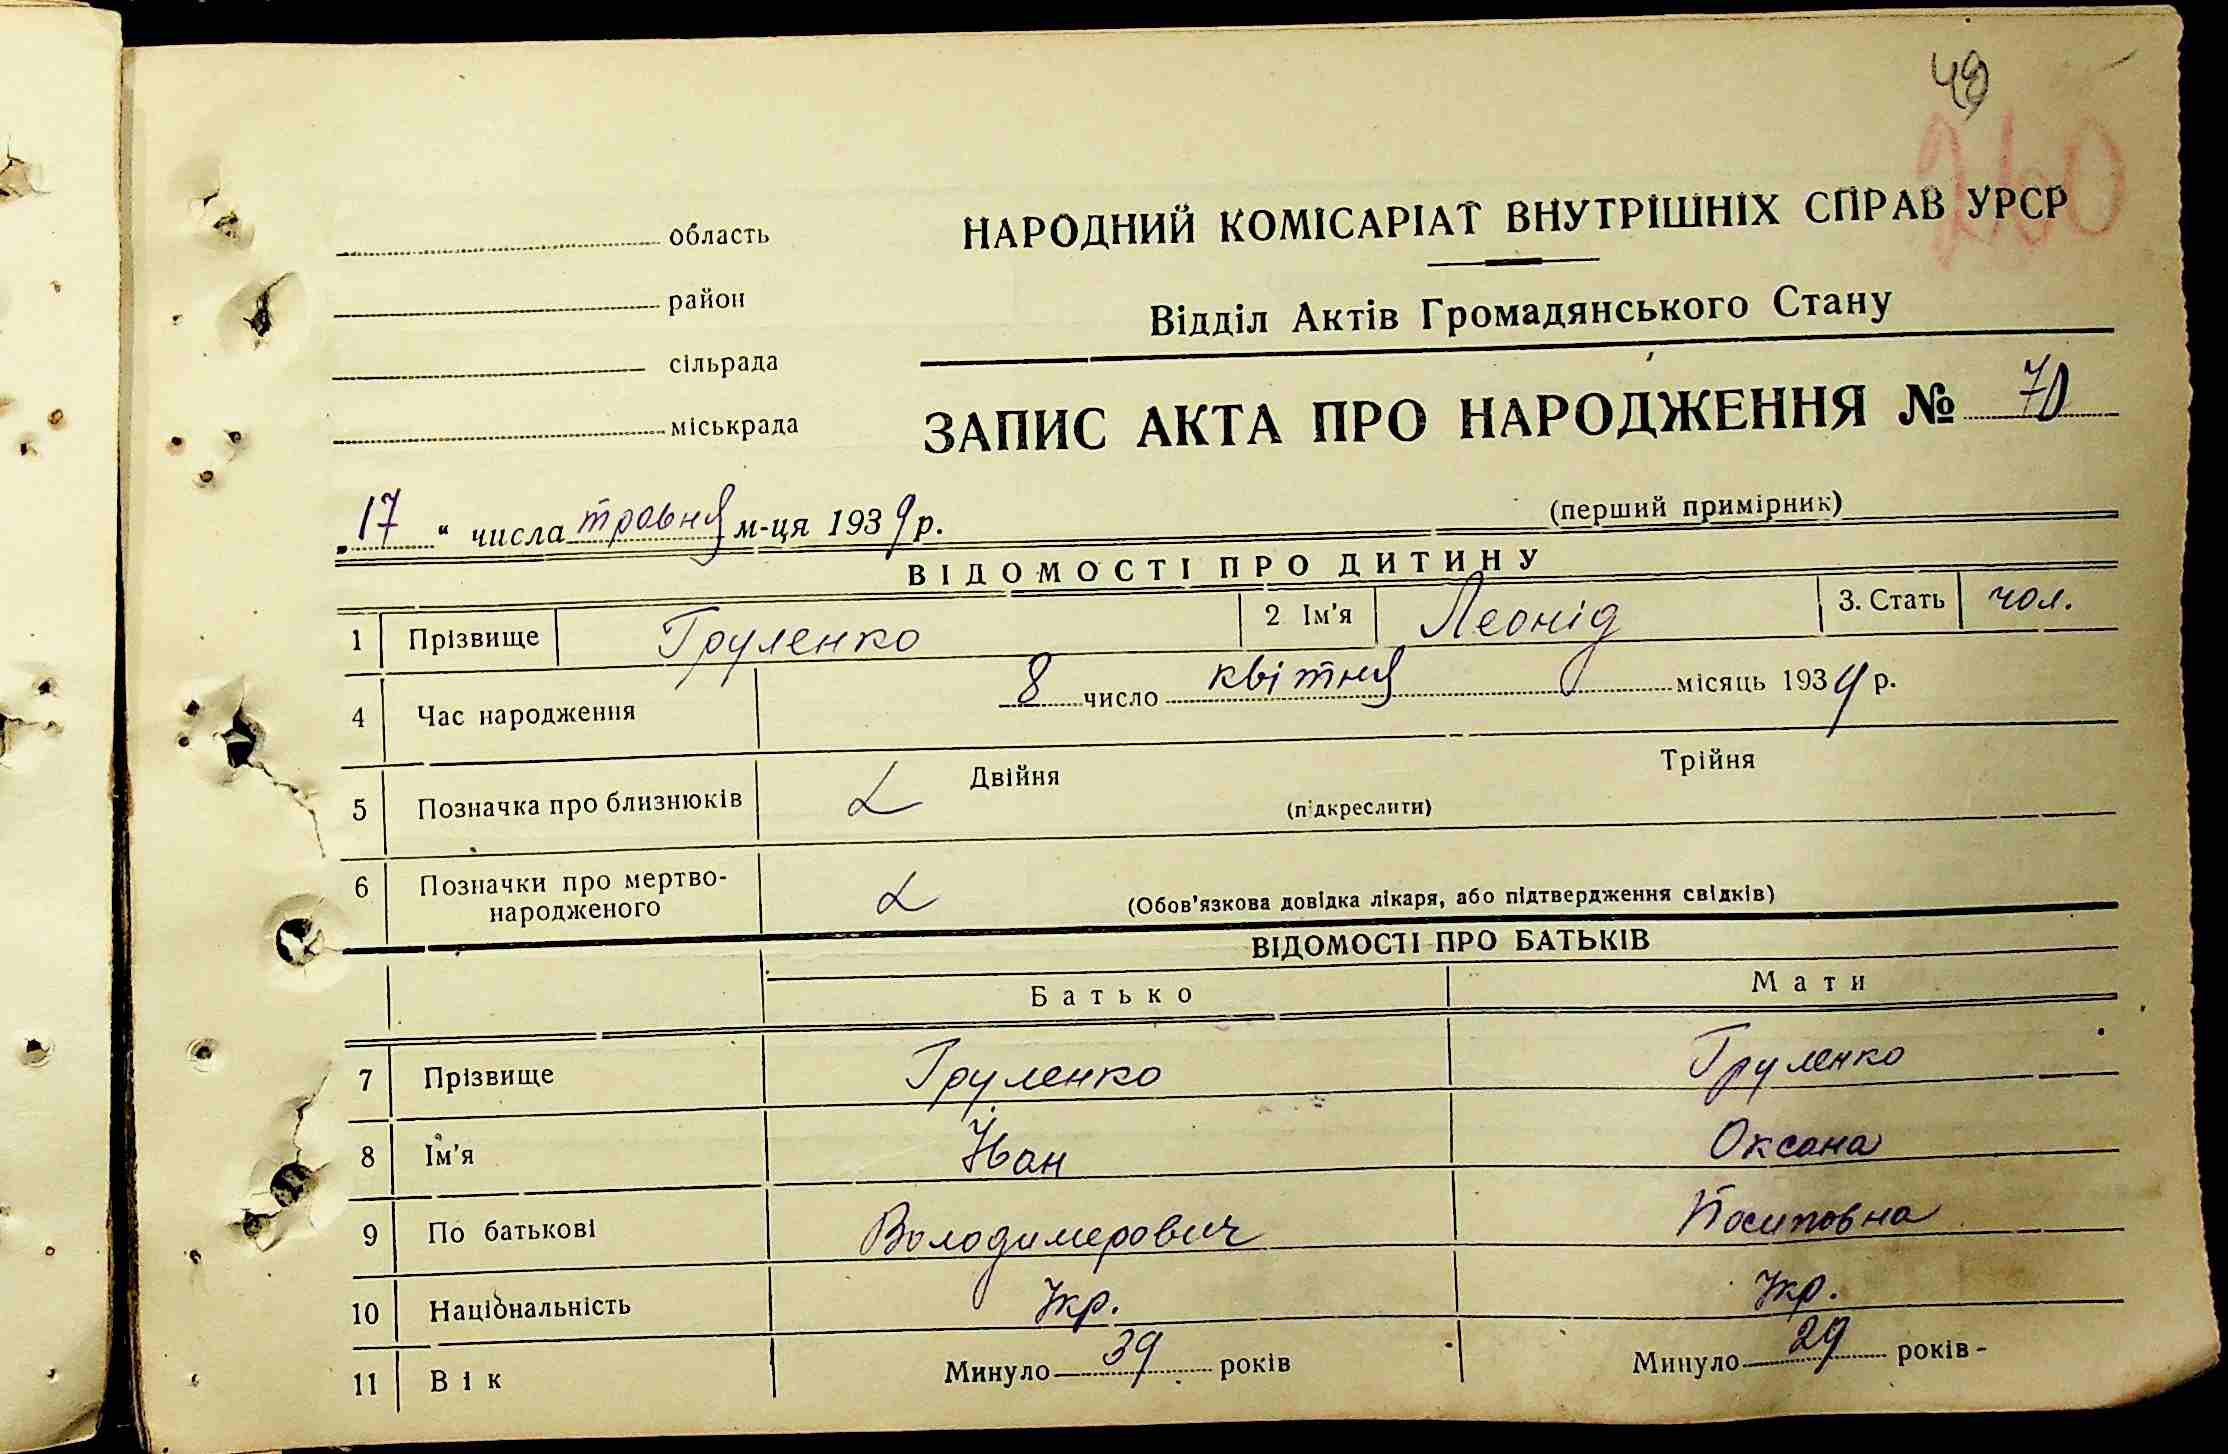 49
260
область
НАРОДНИЙ КОМІСАРІАТ ВНУТРІШНІХ СПРАВ УРСР
район
Відділ Актів Громадянського Стану
сільрада
міськрада
ЗАПИС АКТА ПРО НАРОДЖЕННЯ № 70
„17“ числа травня м-ця 1939 р.
(перший примірник)
ВІДОМОСТІ ПРО ДИТИНУ
1 Прізвище Груленко 2 Ім'я Леонід 3. Стать чол.
4 Час народження 8 число квітня місяць 1939 р.
5 Позначка про близнюків Двійня (підкреслити) Трійня
6 Позначки про мертво-
народженого (Обов'язкова довідка лікаря, або підтвердження свідків)
ВІДОМОСТІ ПРО БАТЬКІВ
Батько Мати
7 Прізвище Груленко Груленко
8 Ім'я Іван Оксана
9 По батькові Володимерович Йосиповна
10 Національність Укр. Укр.
11 Вік Минуло 39 років Минуло 29 років